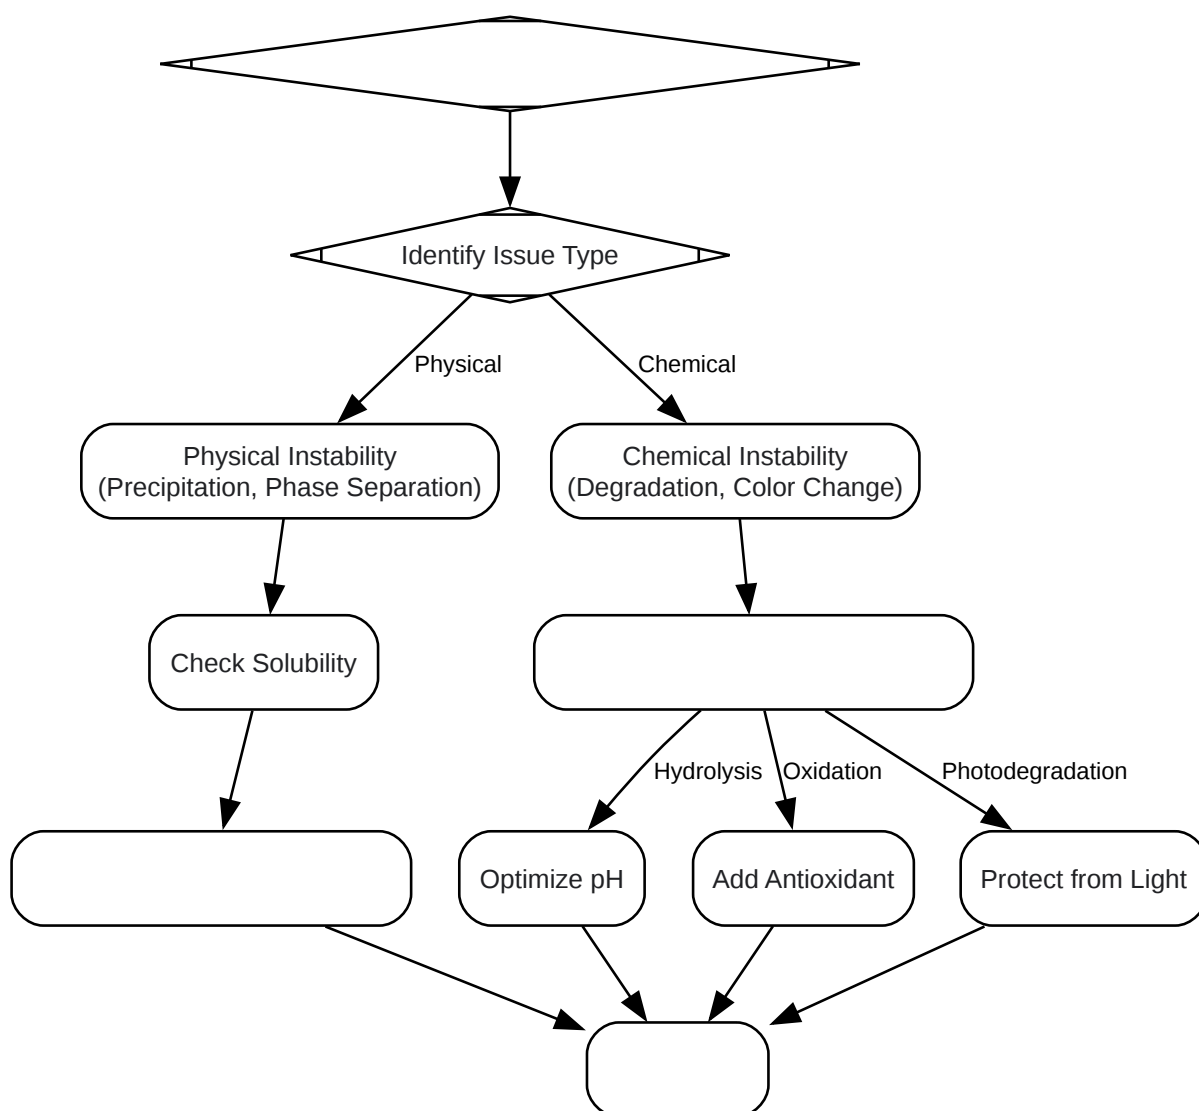 Identify Issue Type
Physical
Chemical
Physical Instability
(Precipitation, Phase Separation)
Chemical Instability
(Degradation, Color Change)
Check Solubility
Hydrolysis
Oxidation
Photodegradation
Optimize pH
Add Antioxidant
Protect from Light